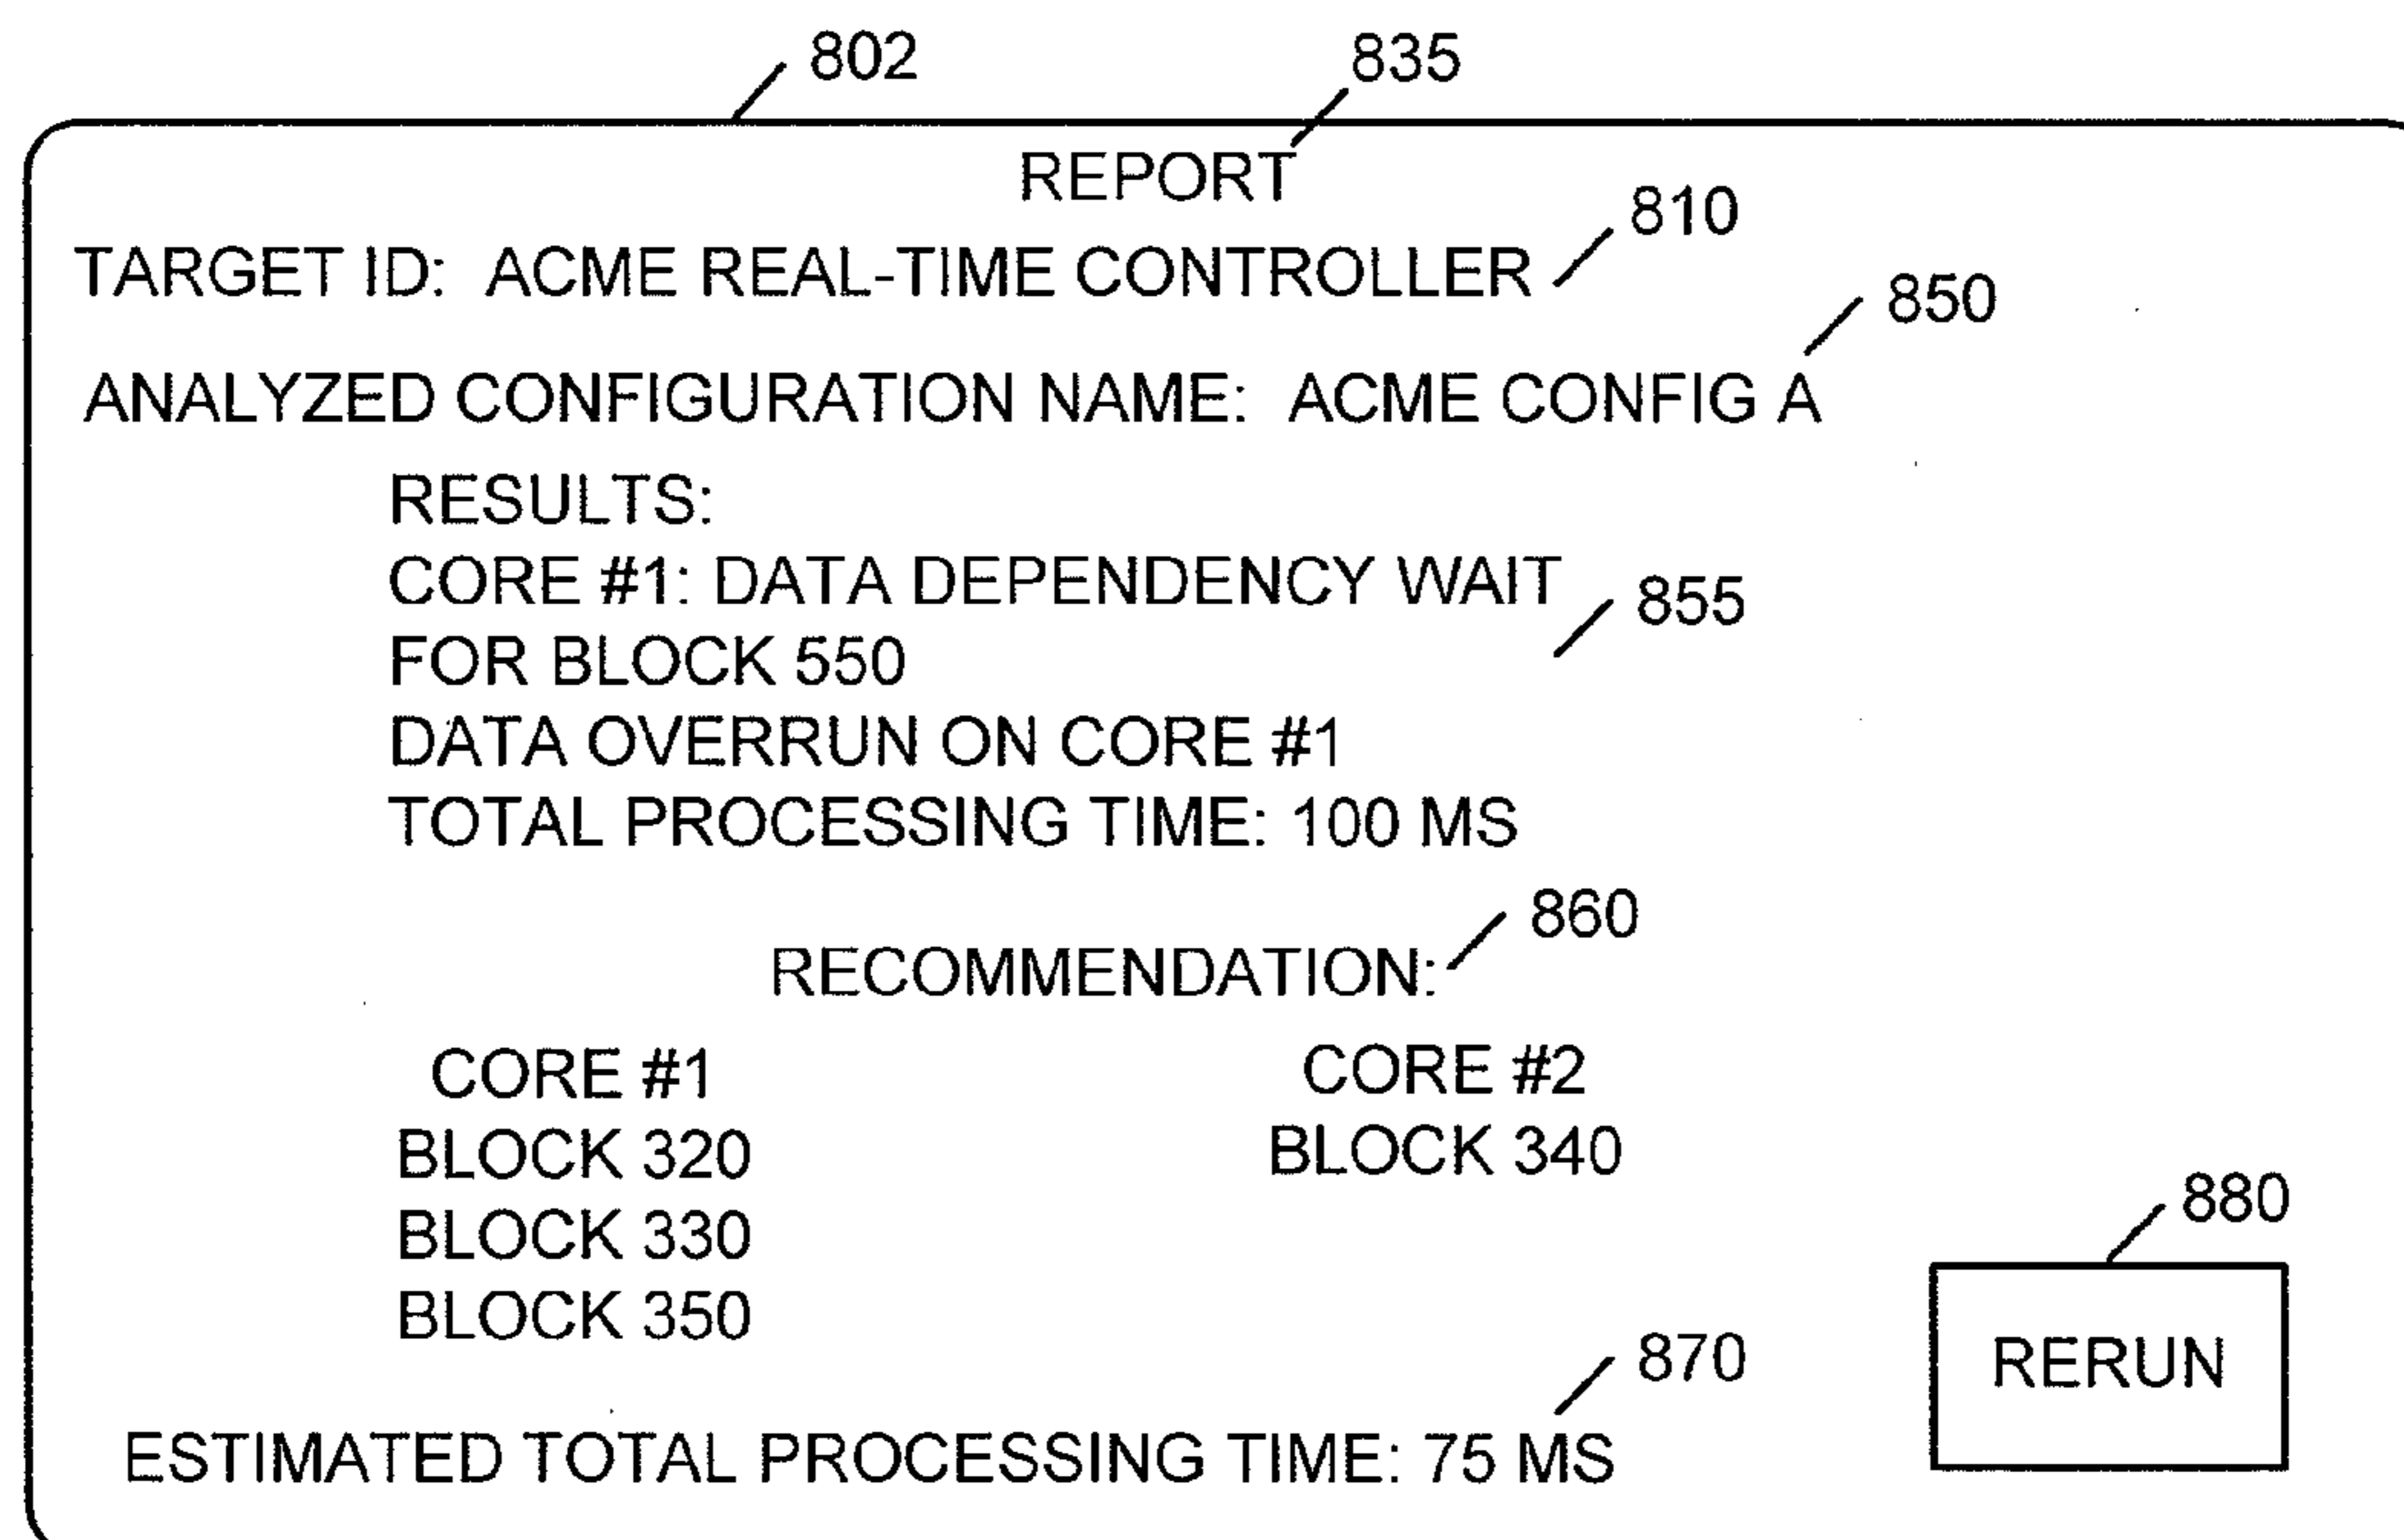 802
835
REPORT
810
TARGET ID: ACME REAL-TIME CONTROLLER
850
ANALYZED CONFIGURATION NAME: ACME CONFIG A
RESULTS:
CORE #1: DATA DEPENDENCY WAIT
855
FOR BLOCK 550
DATA OVERRUN ON CORE #1
TOTAL PROCESSING TIME: 100 MS
860
RECOMMENDATION:
CORE #1 CORE #2
BLOCK 320 BLOCK 340
880
BLOCK 330
BLOCK 350
RERUN
870
ESTIMATED TOTAL PROCESSING TIME: 75 MS